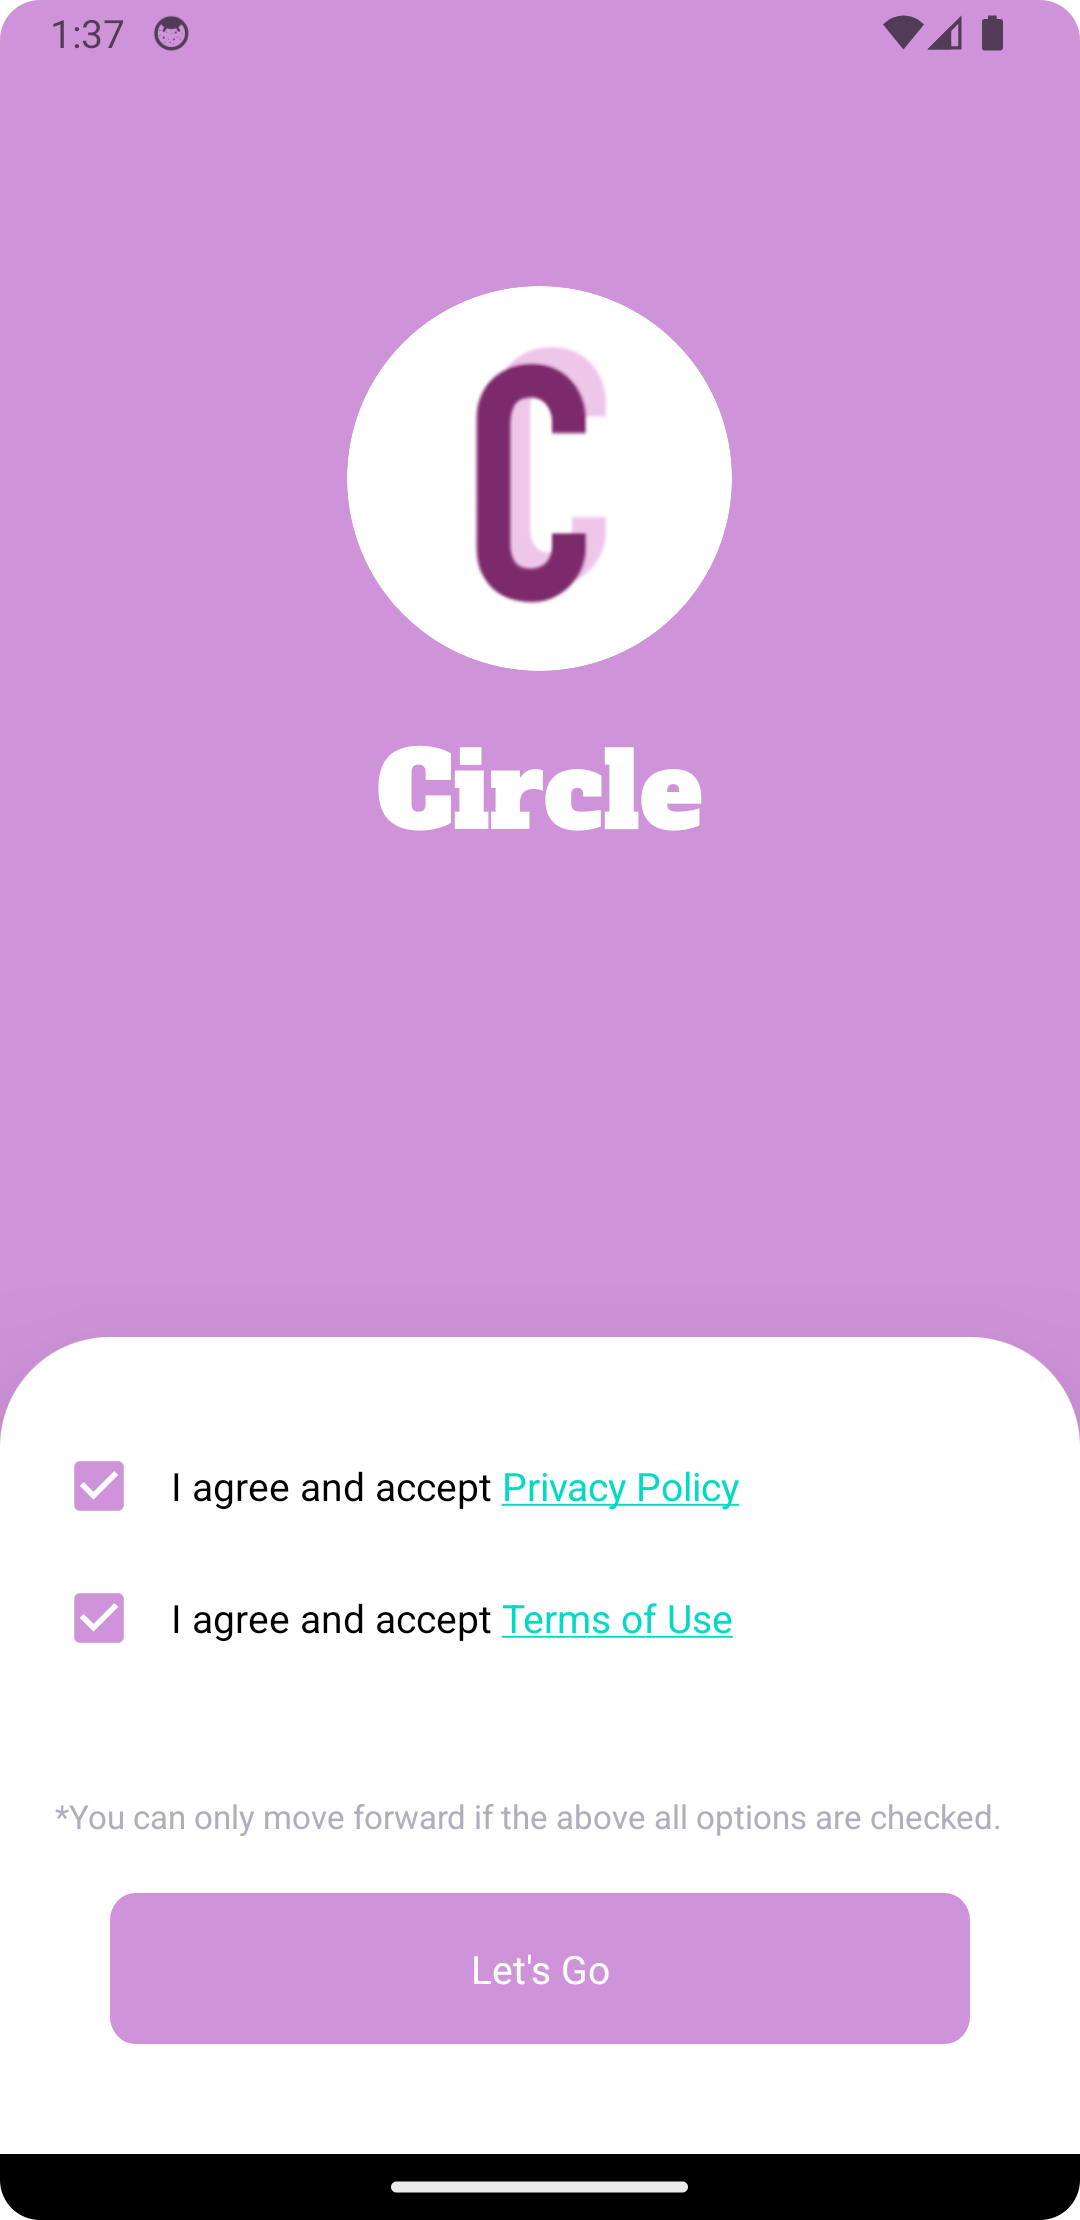 1:37
C
Circle
I agree and accept Privacy Policy
I agree and accept Terms of Use
*You can only move forward if the above all options are checked.
Let's Go